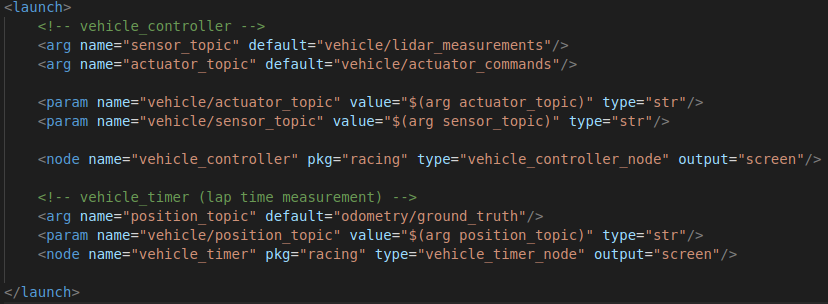 <launch>
<!-- vehicle_controller -->
<arg name="sensor_topic" default="vehicle/lidar_measurements"/>
<arg name="actuator_topic" default="vehicle/actuator_commands"/>
<param name="vehicle/actuator_topic" value="$(arg actuator_topic)" type="str"/>
<param name="vehicle/sensor_topic" value="$(arg sensor_topic)" type="str"/>
<node name="vehicle_controller" pkg="racing" type="vehicle_controller_node" output="screen"/>
<!-- vehicle_timer (lap time measurement) -->
<arg name="position_topic" default="odometry/ground_truth"/>
<param name="vehicle/position_topic" value="$(arg position_topic)" type="str"/>
<node name="vehicle_timer" pkg="racing" type="vehicle_timer_node" output="screen"/>
</launch>